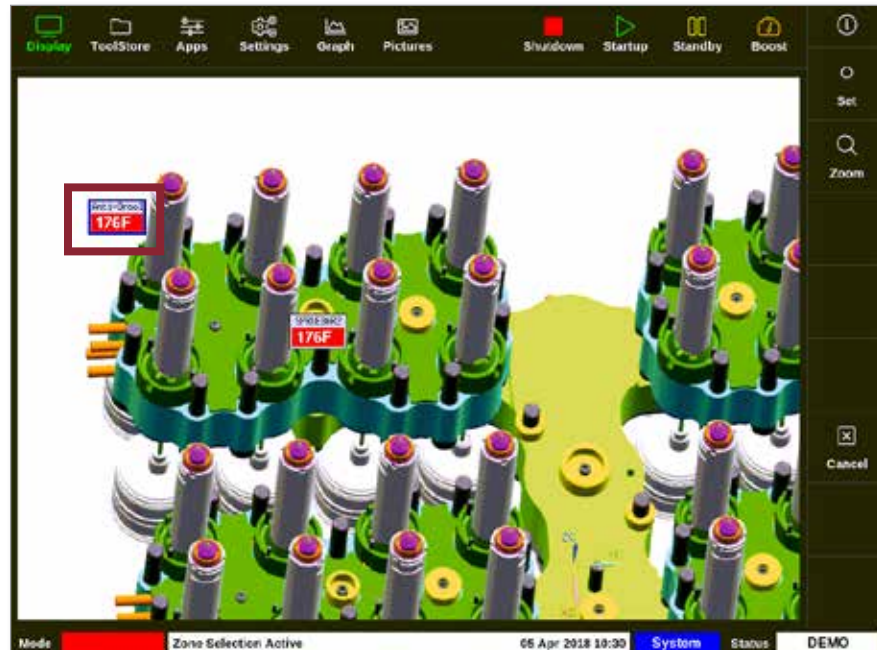 Display ToolStore Apps Settings Graph Pictures Shutdown Startup Standby Boost
Set
Zoom
176F
176F
Cancel
Mode Zone Selection Active 05 Apr 2018 10:30 System Status DEMO